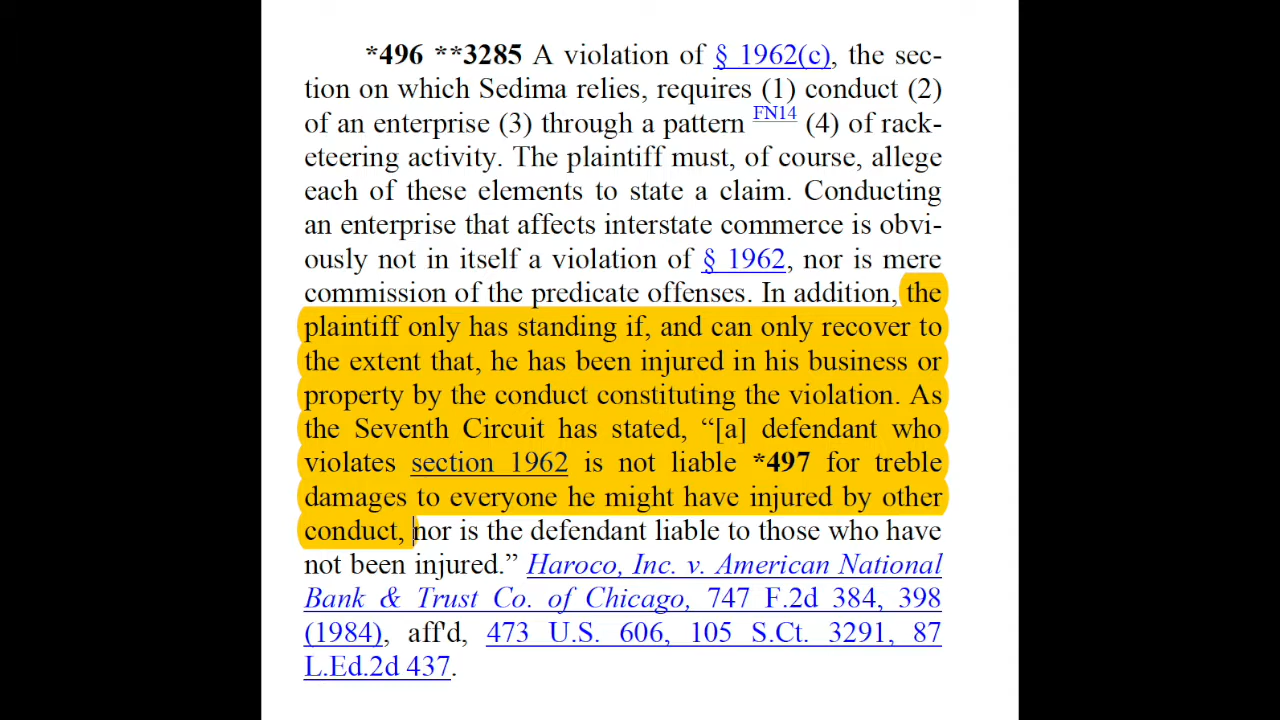 *496 **3285 A violation of § 1962(c), the sec-
tion on which Sedima relies, requires (1) conduct (2)
of an enterprise (3) through a pattern FN14 (4) of rack-
eteering activity. The plaintiff must, of course, allege
each of these elements to state a claim. Conducting
an enterprise that affects interstate commerce is obvi-
ously not in itself a violation of § 1962, nor is mere
commission of the predicate offenses. In addition, the
plaintiff only has standing if, and can only recover to
the extent that, he has been injured in his business or
property by the conduct constituting the violation. As
the Seventh Circuit has stated, “[a] defendant who
violates section 1962 is not liable *497 for treble
damages to everyone he might have injured by other
conduct, nor is the defendant liable to those who have
not been injured.” Haroco, Inc. v. American National
Bank & Trust Co. of Chicago, 747 F.2d 384, 398
(1984), aff'd, 473 U.S. 606, 105 S.Ct. 3291, 87
L.Ed.2d 437.